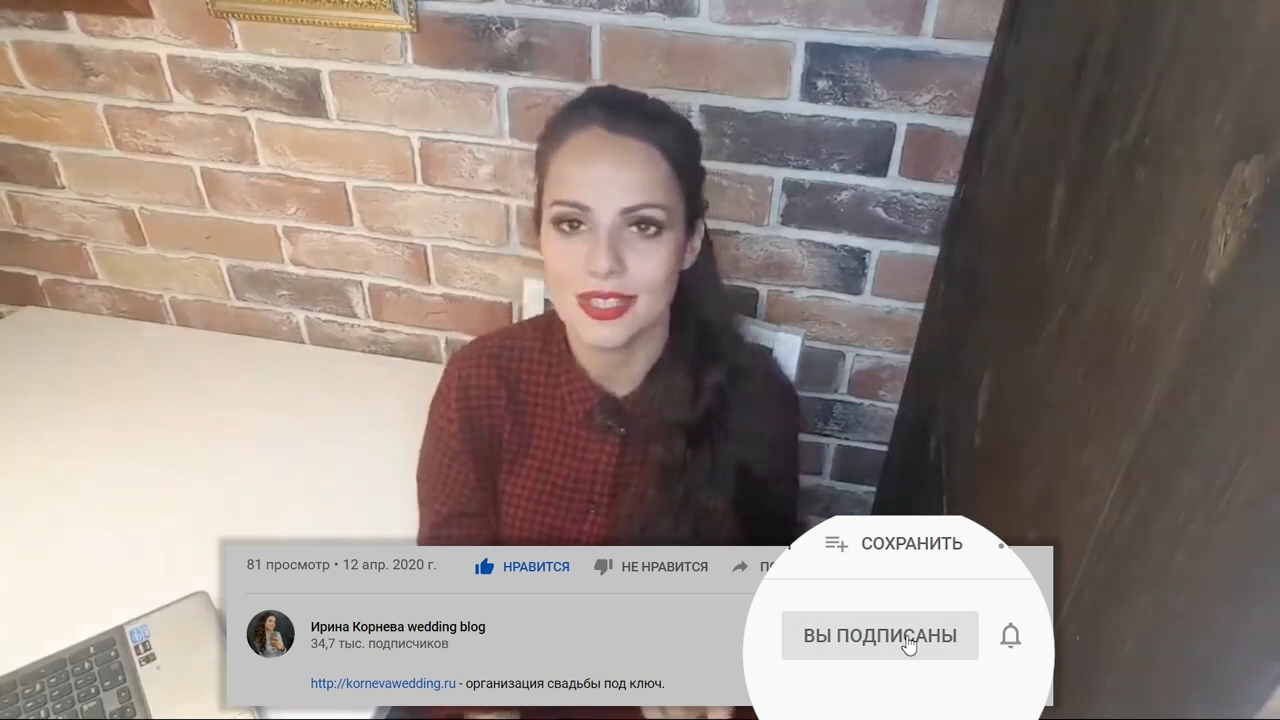 81 просмотр • 12 апр. 2020 г.
НРАВИТСЯ
НЕ НРАВИТСЯ
СОХРАНИТЬ
Ирина Корнева wedding blog
34,7 тыс. подписчиков
ВЫ ПОДПИСАНЫ
http://kornevawedding.ru - организация свадьбы под ключ.